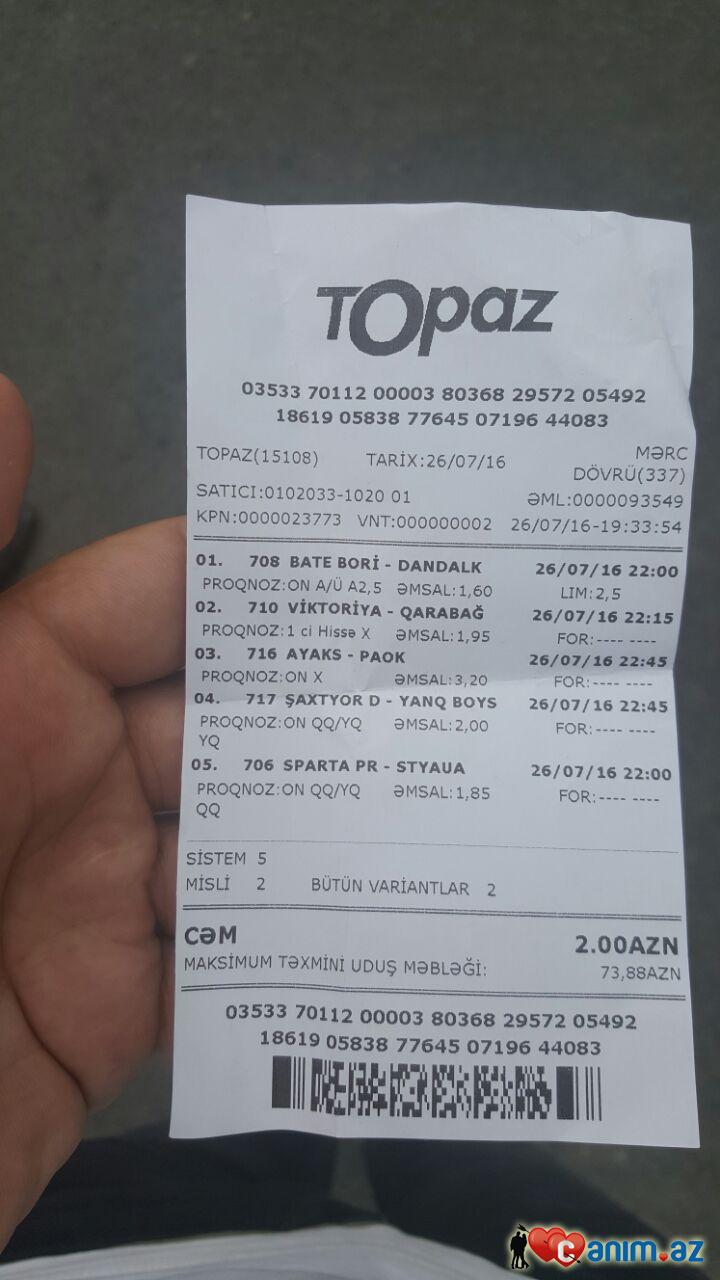 TOpaz
03533 70112 00003 80368 29572 05492
18619 05838 77645 07196 44083
TOPAZ(15108) TARİX:26/07/16 MƏRC
DÖVRÜ(337)
SATICI:0102033-1020 01 ƏML:0000093549
KPN:0000023773 VNT:000000002 26/07/16-19:33:54
01. 708 BATE BORİ - DANDALK 26/07/16 22:00
PROQNOZ:ON A/Ü A2,5 ƏMSAL:1,60 LIM:2,5
02. 710 VİKTORİYA - QARABAĞ 26/07/16 22:15
PROQNOZ:1 ci Hissə X ƏMSAL:1,95 FOR:---- ----
03. 716 AYAKS - PAOK 26/07/16 22:45
PROQNOZ:ON X ƏMSAL:3,20 FOR:---- ----
04. 717 ŞAXTYOR D - YANQ BOYS 26/07/16 22:45
PROQNOZ:ON QQ/YQ ƏMSAL:2,00 FOR:---- ----
YQ
05. 706 SPARTA PR - STYAUA 26/07/16 22:00
PROQNOZ:ON QQ/YQ ƏMSAL:1,85 FOR:---- ----
QQ
SİSTEM 5
MİSLİ 2 BÜTÜN VARİANTLAR 2
CƏM 2.00AZN
MAKSİMUM TƏXMİNİ UDUŞ MƏBLƏĞİ: 73,88AZN
03533 70112 00003 80368 29572 05492
18619 05838 77645 07196 44083
Canim.az